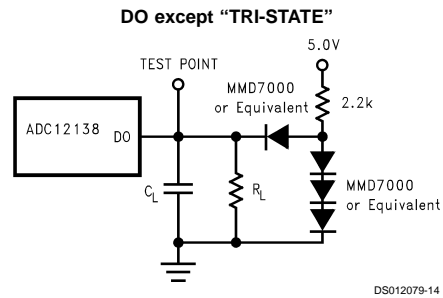 DO except “TRI-STATE”
5.0V
TEST POINT
MMD7000
or Equivalent
2.2k
ADC12138 DO
CL
RL
MMD7000
or Equivalent
DS012079-14